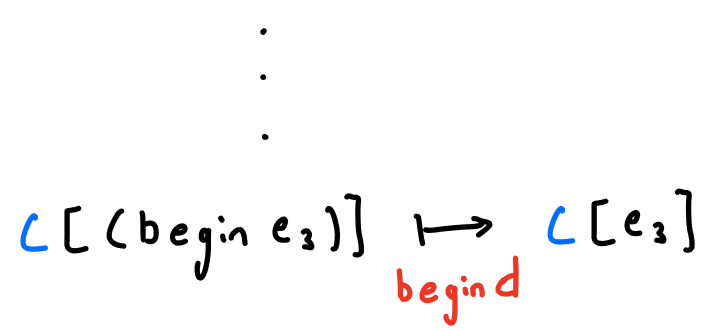 .
.
.
C[(begin e₃)] ⟼ C[e₃]
begind